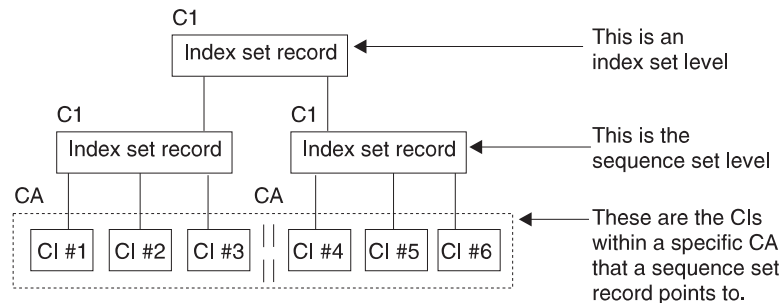 C1
Index set record
This is an
index set level
C1
Index set record
C1
Index set record
This is the
sequence set level
CA
CA
CI #1
CI #2
CI #3
CI #4
CI #5
CI #6
These are the CIs
within a specific CA
that a sequence set
record points to.